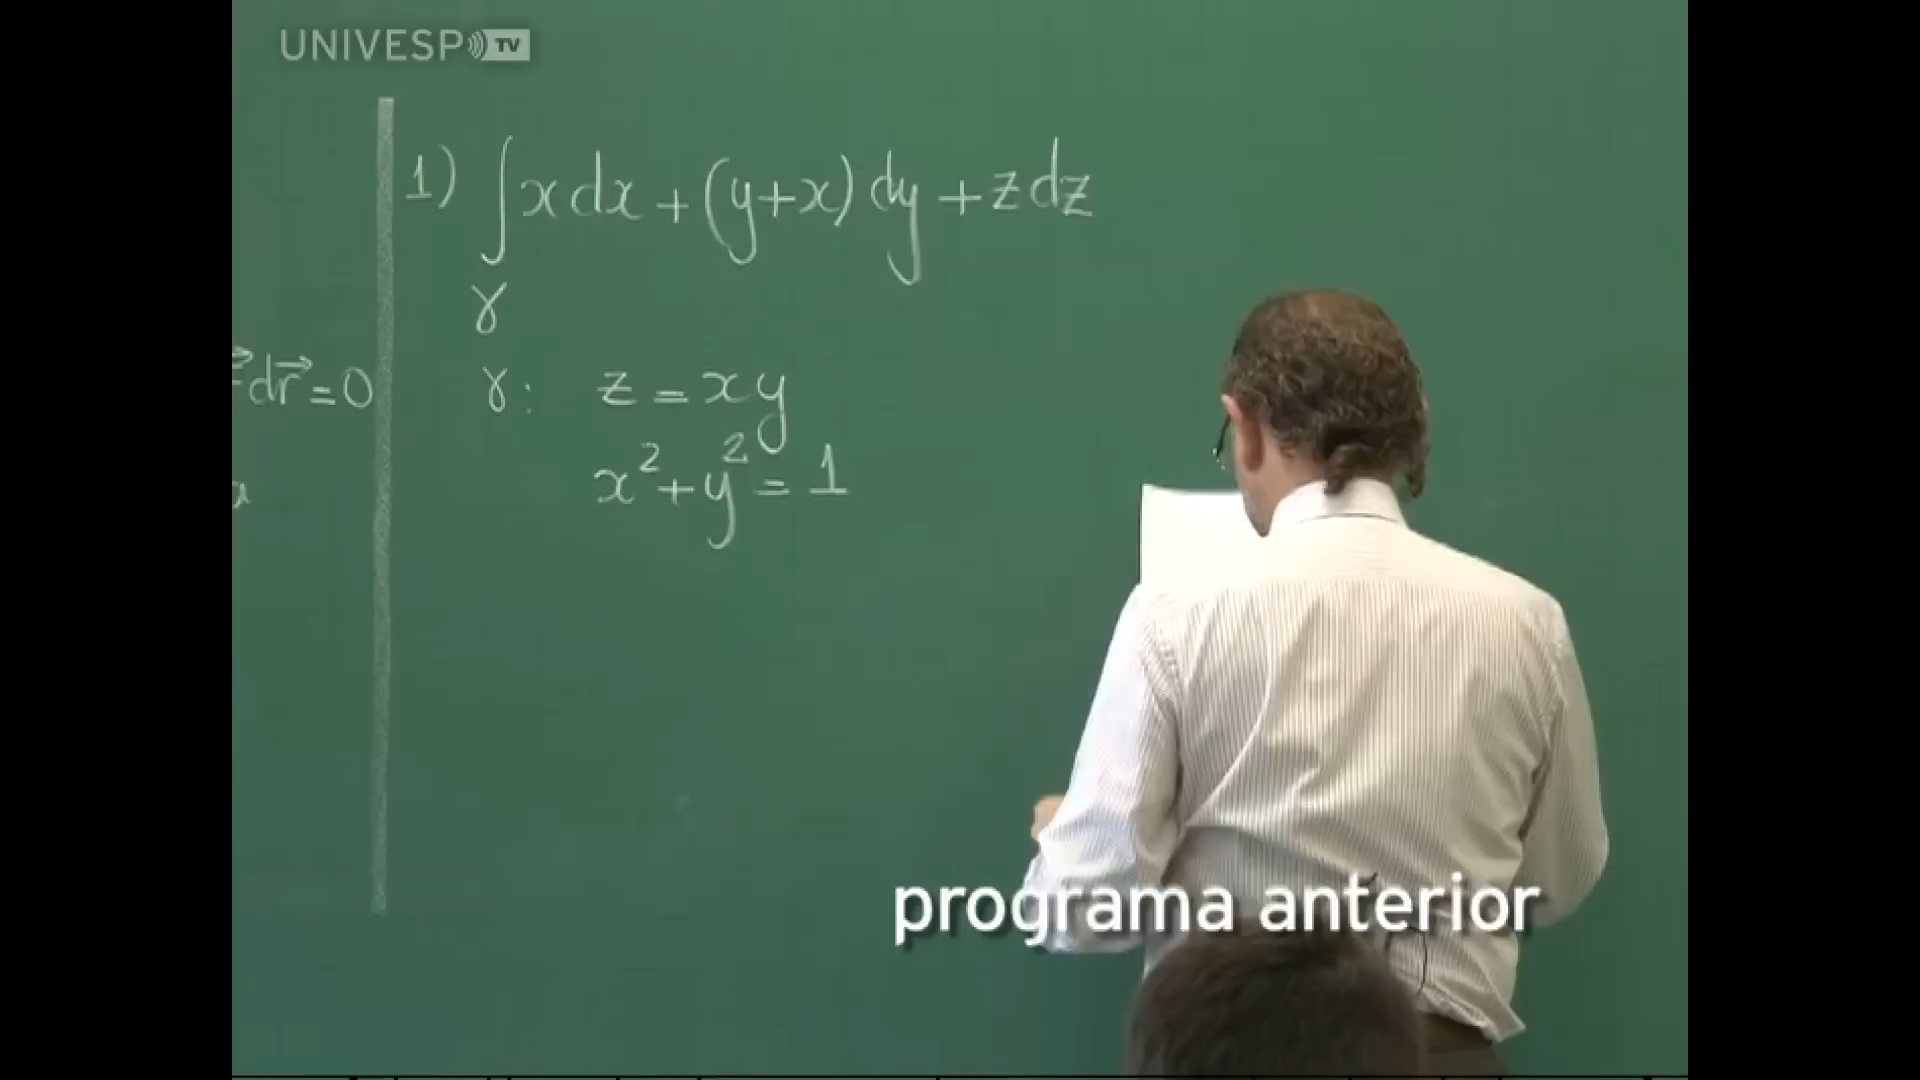 UNIVESP TV
1) ∫ x dx + (y+x) dy + z dz
γ
dr⃗ = 0
γ: z = xy
x² + y² = 1
programa anterior